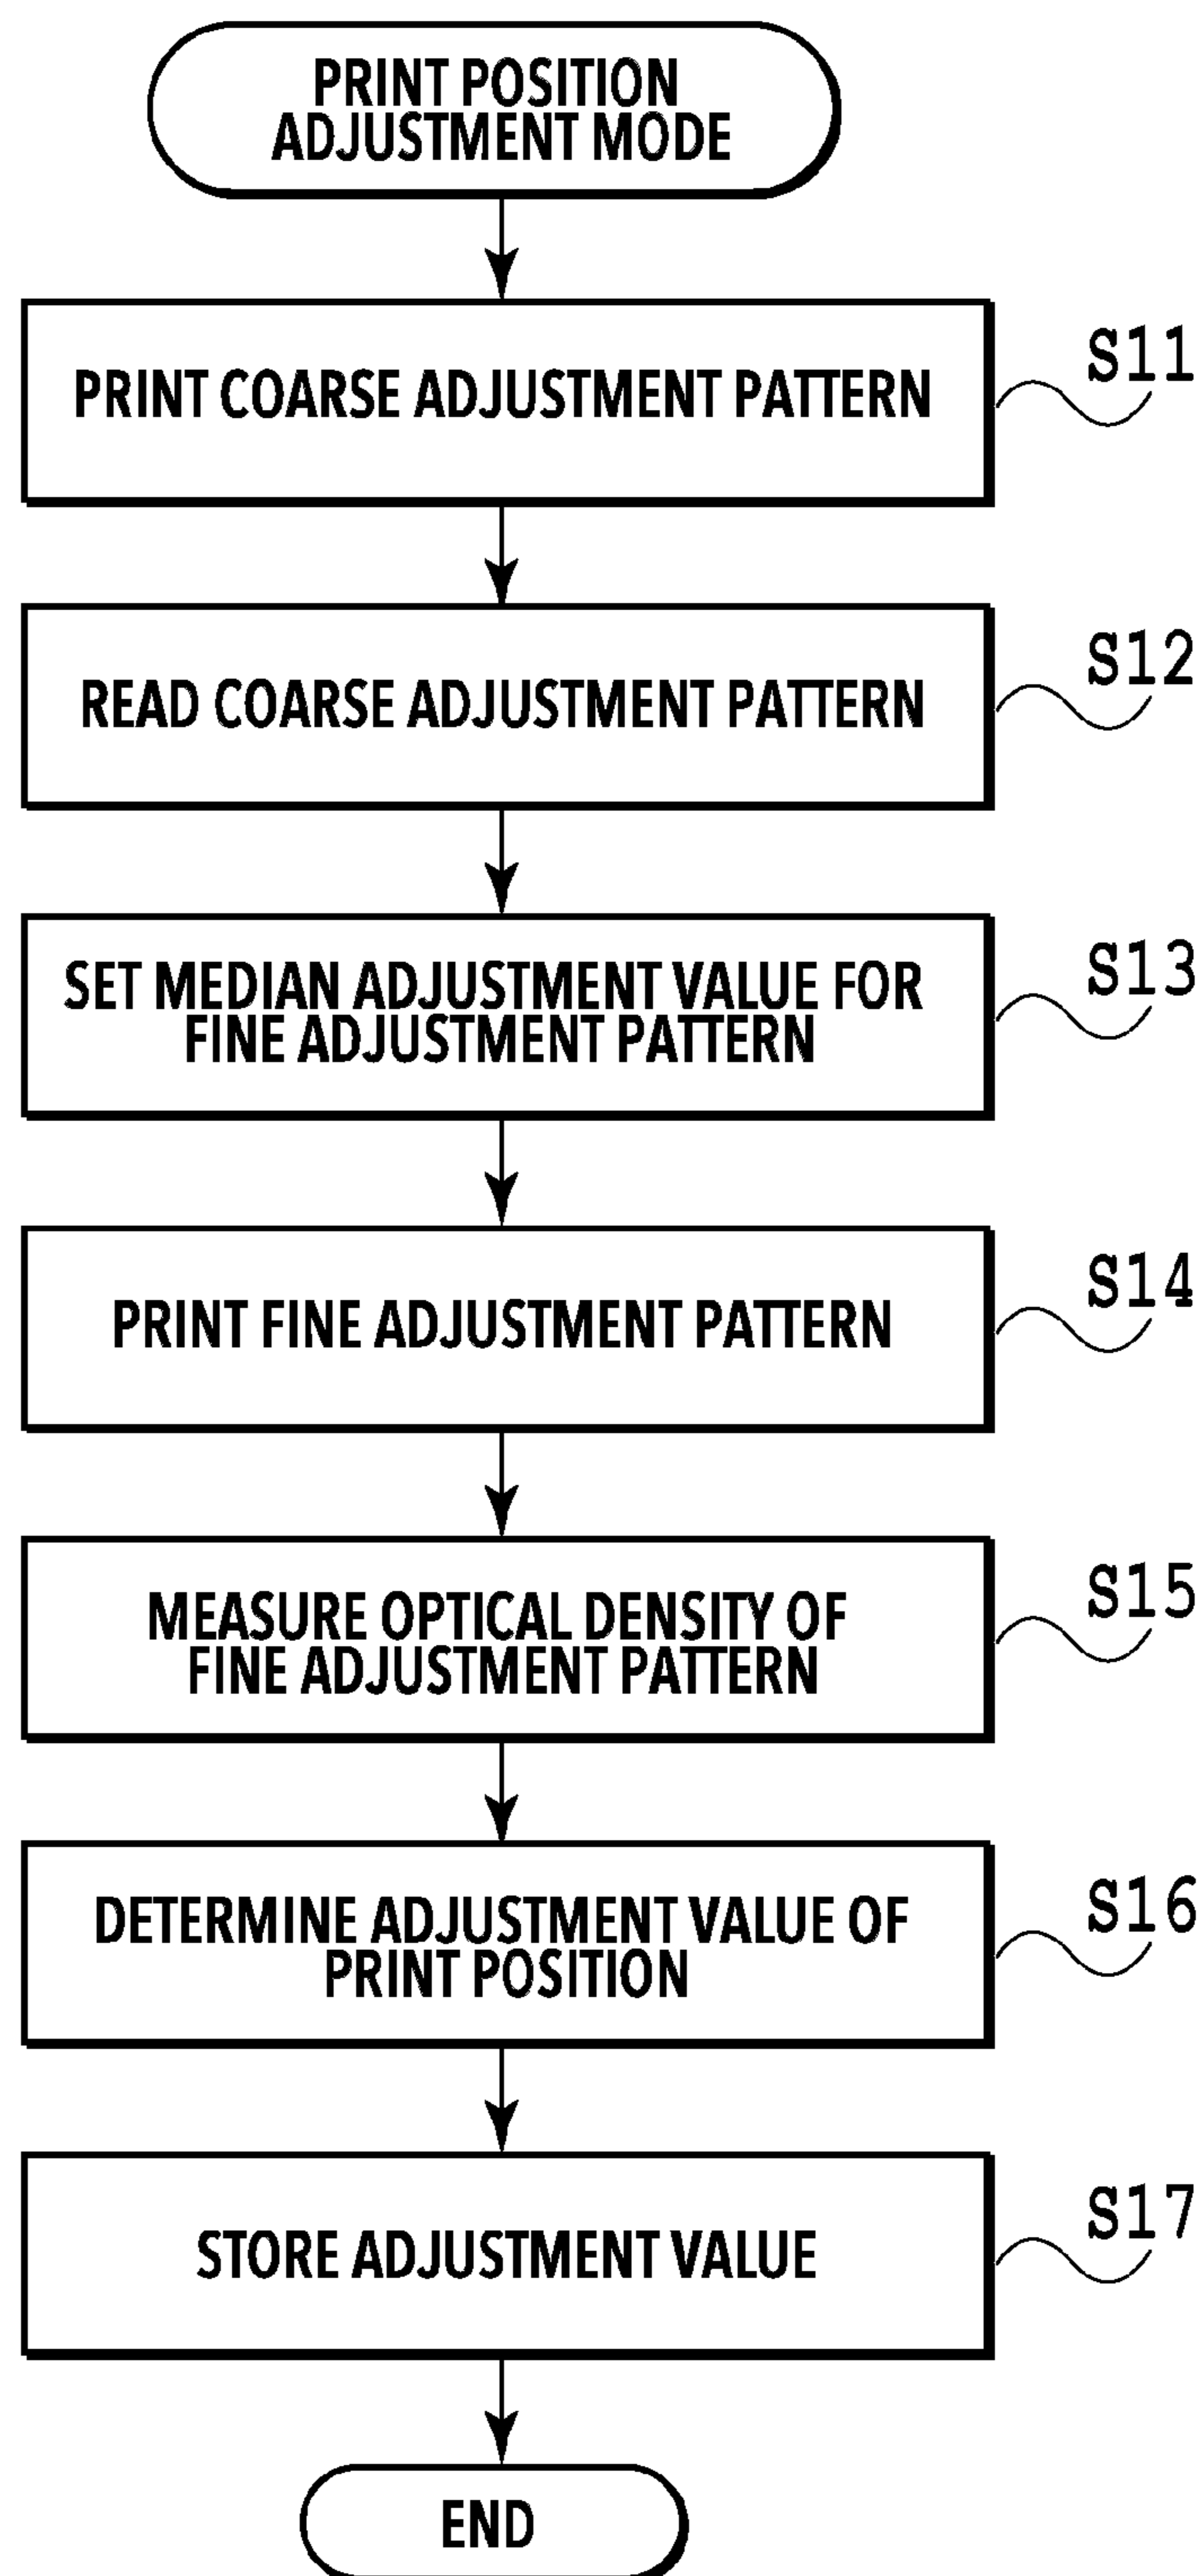 PRINT POSITION
ADJUSTMENT MODE
PRINT COARSE ADJUSTMENT PATTERN
S11
READ COARSE ADJUSTMENT PATTERN
S12
SET MEDIAN ADJUSTMENT VALUE FOR
FINE ADJUSTMENT PATTERN
S13
PRINT FINE ADJUSTMENT PATTERN
S14
MEASURE OPTICAL DENSITY OF
FINE ADJUSTMENT PATTERN
S15
DETERMINE ADJUSTMENT VALUE OF
PRINT POSITION
S16
STORE ADJUSTMENT VALUE
S17
END